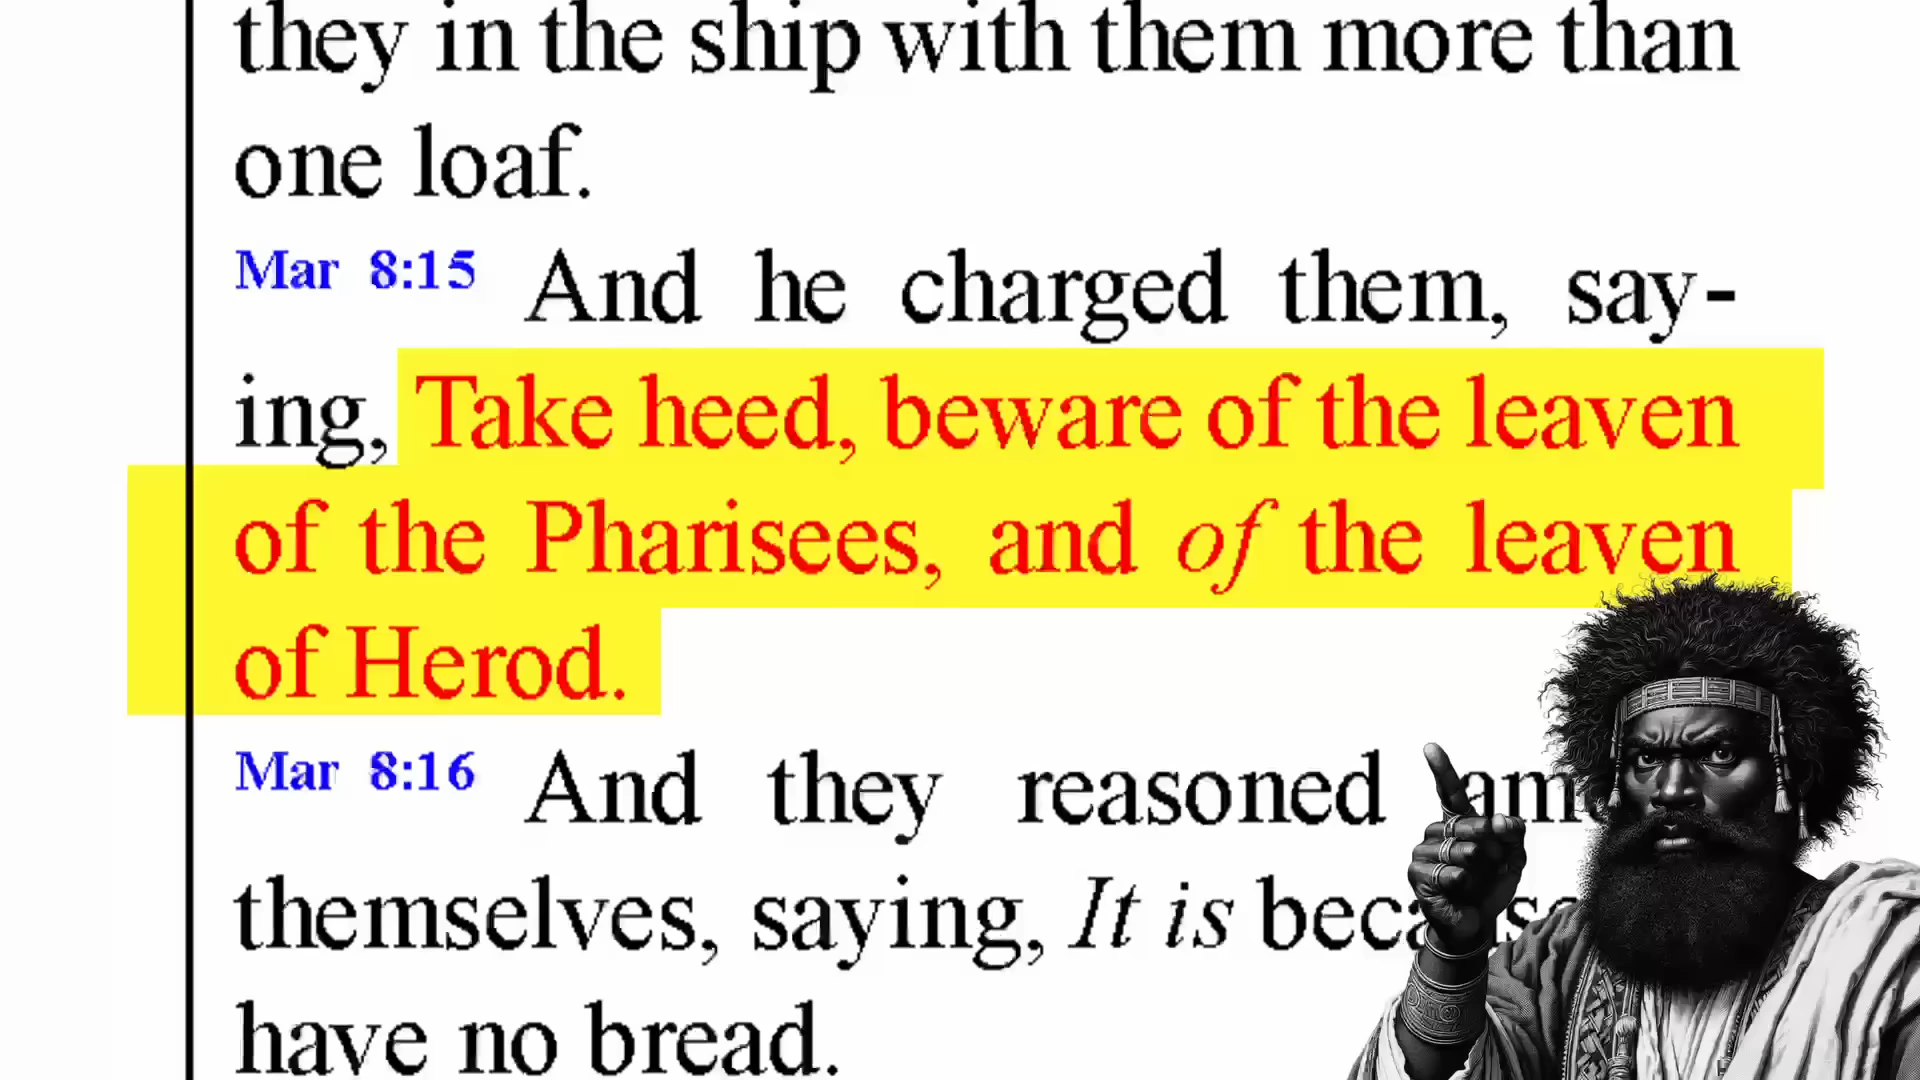 they in the ship with them more than
one loaf.
Mar 8:15 And he charged them, say-
ing, Take heed, beware of the leaven
of the Pharisees, and of the leaven
of Herod.
Mar 8:16 And they reasoned
themselves, saying, It is
have no bread.